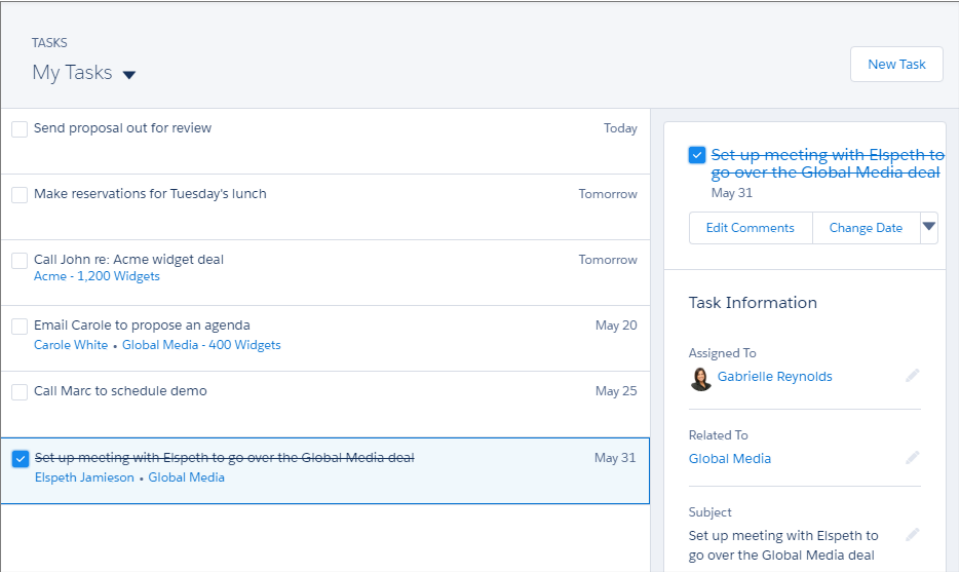 TASKS
My Tasks
New Task
Send proposal out for review
Today
Make reservations for Tuesday's lunch
Tomorrow
Call John re: Acme widget deal
Tomorrow
Acme - 1,200 Widgets
Email Carole to propose an agenda
May 20
Carole White • Global Media - 400 Widgets
Call Marc to schedule demo
May 25
Set up meeting with Elspeth to go over the Global Media deal
May 31
Elspeth Jamieson • Global Media
Set up meeting with Elspeth to
go over the Global Media deal
May 31
Edit Comments
Change Date
Task Information
Assigned To
Gabrielle Reynolds
Related To
Global Media
Subject
Set up meeting with Elspeth to
go over the Global Media deal